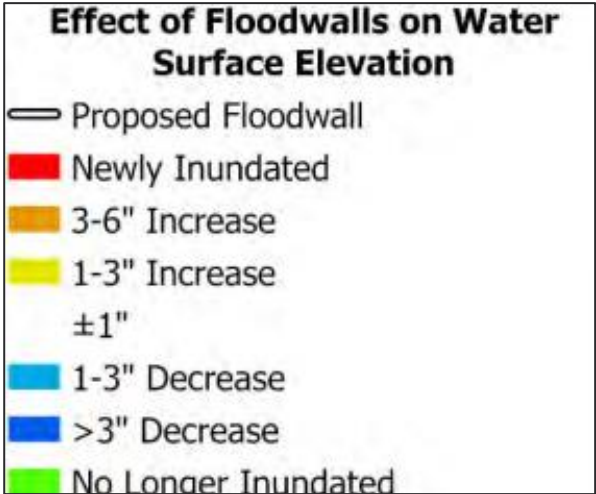 Effect of Floodwalls on Water
Surface Elevation
Proposed Floodwall
Newly Inundated
3-6" Increase
1-3" Increase
±1"
1-3" Decrease
>3" Decrease
No Longer Inundated